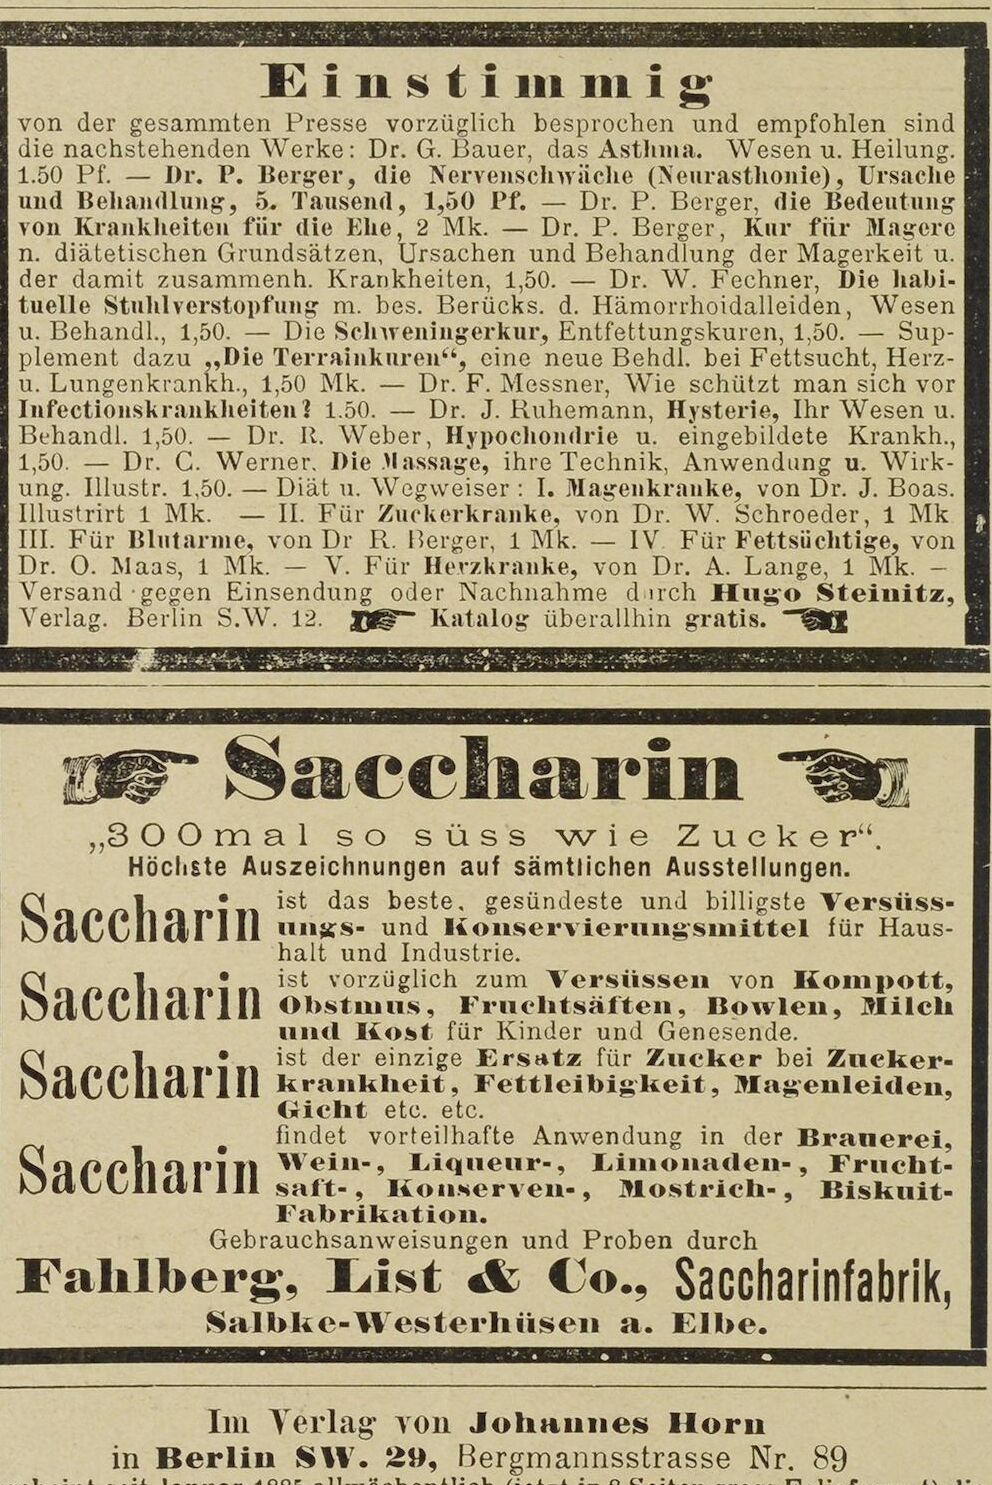 Einstimmig
von der gesammten Presse vorzüglich besprochen und empfohlen sind
die nachstehenden Werke: Dr. G. Bauer, das Asthma. Wesen u. Heilung.
1.50 Pf. — Dr. P. Berger, die Nervenschwäche (Neurasthonie), Ursache
und Behandlung, 5. Tausend, 1,50 Pf. — Dr. P. Berger, die Bedeutung
von Krankheiten für die Ehe, 2 Mk. — Dr. P. Berger, Kur für Magere
n. diätetischen Grundsätzen, Ursachen und Behandlung der Magerkeit u.
der damit zusammenh. Krankheiten, 1,50. — Dr. W. Fechner, Die habi-
tuelle Stuhlverstopfung m. bes. Berücks. d. Hämorrhoidalleiden, Wesen
u. Behandl., 1,50. — Die Schweningerkur, Entfettungskuren, 1,50. — Sup-
plement dazu „Die Terrainkuren“, eine neue Behdl. bei Fettsucht, Herz-
u. Lungenkrankh., 1,50 Mk. — Dr. F. Messner, Wie schützt man sich vor
Infectionskrankheiten? 1.50. — Dr. J. Ruhemann, Hysterie, Ihr Wesen u.
Behandl. 1,50. — Dr. R. Weber, Hypochondrie u. eingebildete Krankh.,
1,50. — Dr. C. Werner. Die Massage, ihre Technik, Anwendung u. Wirk-
ung. Illustr. 1,50. — Diät u. Wegweiser: I. Magenkranke, von Dr. J. Boas.
Illustrirt 1 Mk. — II. Für Zuckerkranke, von Dr. W. Schroeder, 1 Mk
III. Für Blutarme, von Dr R. Berger, 1 Mk. — IV. Für Fettsüchtige, von
Dr. O. Maas, 1 Mk. — V. Für Herzkranke, von Dr. A. Lange, 1 Mk. —
Versand gegen Einsendung oder Nachnahme durch Hugo Steinitz,
Verlag. Berlin S.W. 12. Katalog überallhin gratis.
Saccharin
„300mal so süss wie Zucker“.
Höchste Auszeichnungen auf sämtlichen Ausstellungen.
Saccharin ist das beste, gesündeste und billigste Versüss-
ungs- und Konservierungsmittel für Haus-
halt und Industrie.
Saccharin ist vorzüglich zum Versüssen von Kompott,
Obstmus, Fruchtsäften, Bowlen, Milch
und Kost für Kinder und Genesende.
Saccharin ist der einzige Ersatz für Zucker bei Zucker-
krankheit, Fettleibigkeit, Magenleiden,
Gicht etc. etc.
Saccharin findet vorteilhafte Anwendung in der Brauerei,
Wein-, Liqueur-, Limonaden-, Frucht-
saft-, Konserven-, Mostrich-, Biskuit-
Fabrikation.
Gebrauchsanweisungen und Proben durch
Fahlberg, List & Co., Saccharinfabrik,
Salbke-Westerhüsen a. Elbe.
Im Verlag von Johannes Horn
in Berlin SW. 29, Bergmannsstrasse Nr. 89